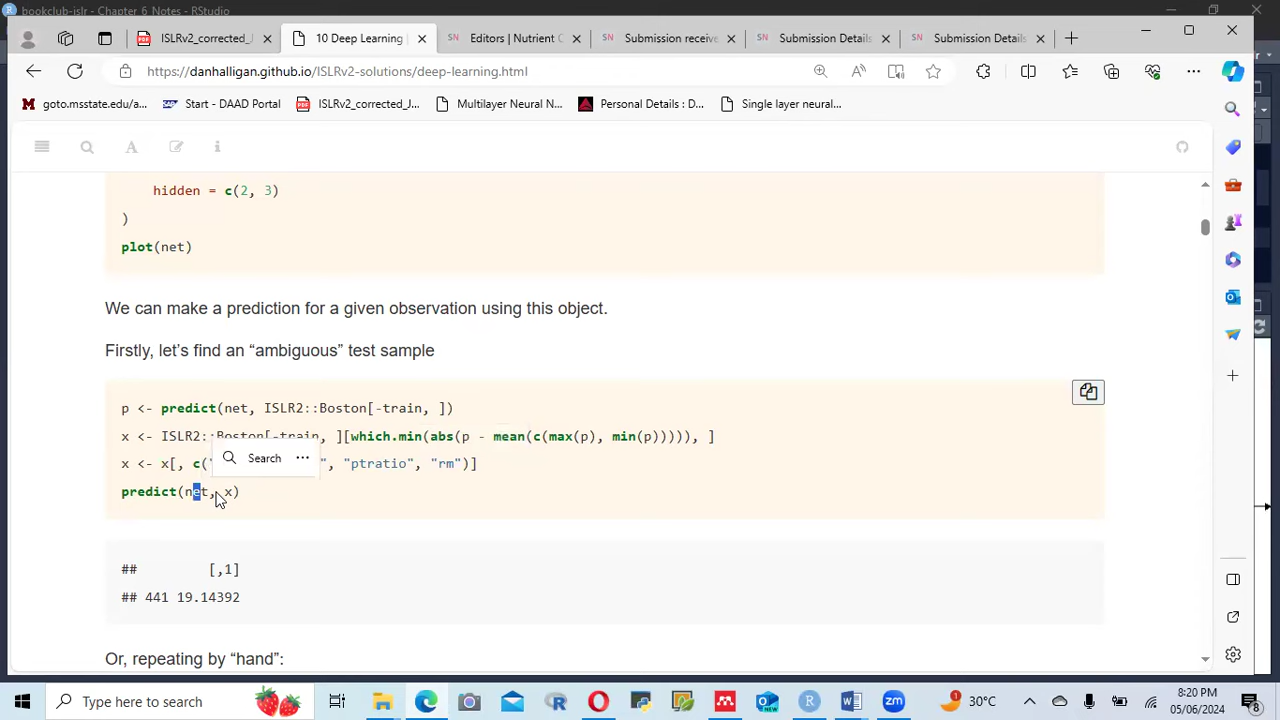 bookclub-islr — Chapter 6 Notes - RStudio
ISLRv2_corrected_J
10 Deep Learning |
Editors | Nutrient C
Submission receive
Submission Details
Submission Details
https://danhalligan.github.io/ISLRv2-solutions/deep-learning.html
goto.msstate.edu/a...
Start - DAAD Portal
ISLRv2_corrected_J...
Multilayer Neural N...
Personal Details : D...
Single layer neural...
hidden = c(2, 3)
)
plot(net)
We can make a prediction for a given observation using this object.
Firstly, let’s find an “ambiguous” test sample
p <- predict(net, ISLR2::Boston[-train, ])
x <- ISLR2::Boston[-train, ][which.min(abs(p - mean(c(max(p), min(p))))), ]
x <- x[, c(" ", "ptratio", "rm")]
Search
predict(net, x)
## [,1]
## 441 19.14392
Or, repeating by “hand”:
Type here to search
30°C
8:20 PM
05/06/2024
8